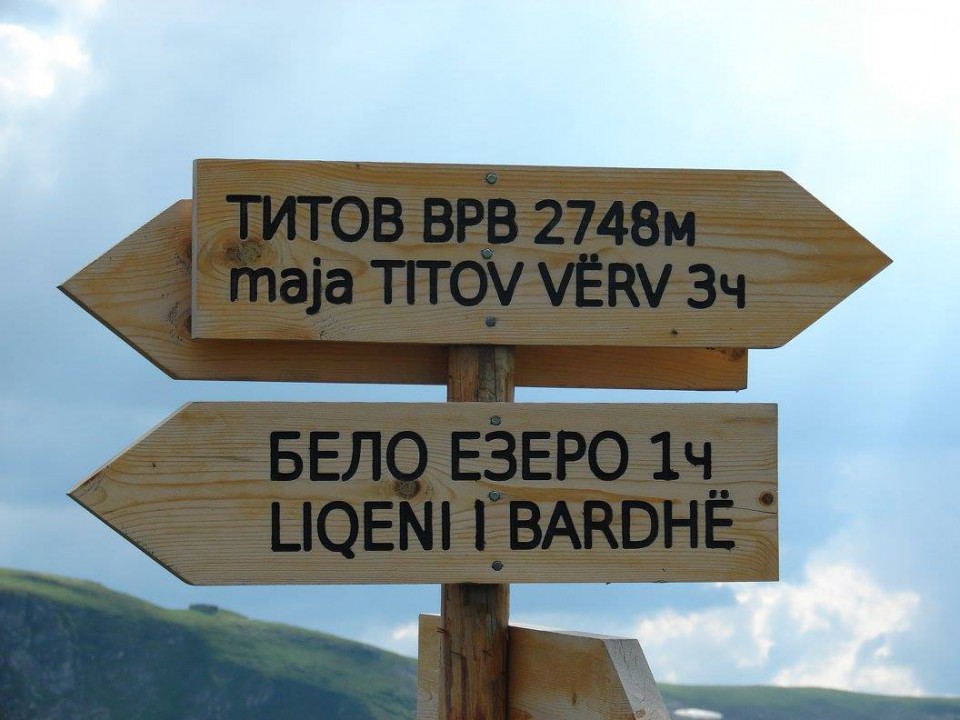 ТИТОВ ВРВ 2748м
maja TITOV VËRV 3ч
БЕЛО ЕЗЕРО 1ч
LIQENI I BARDHË